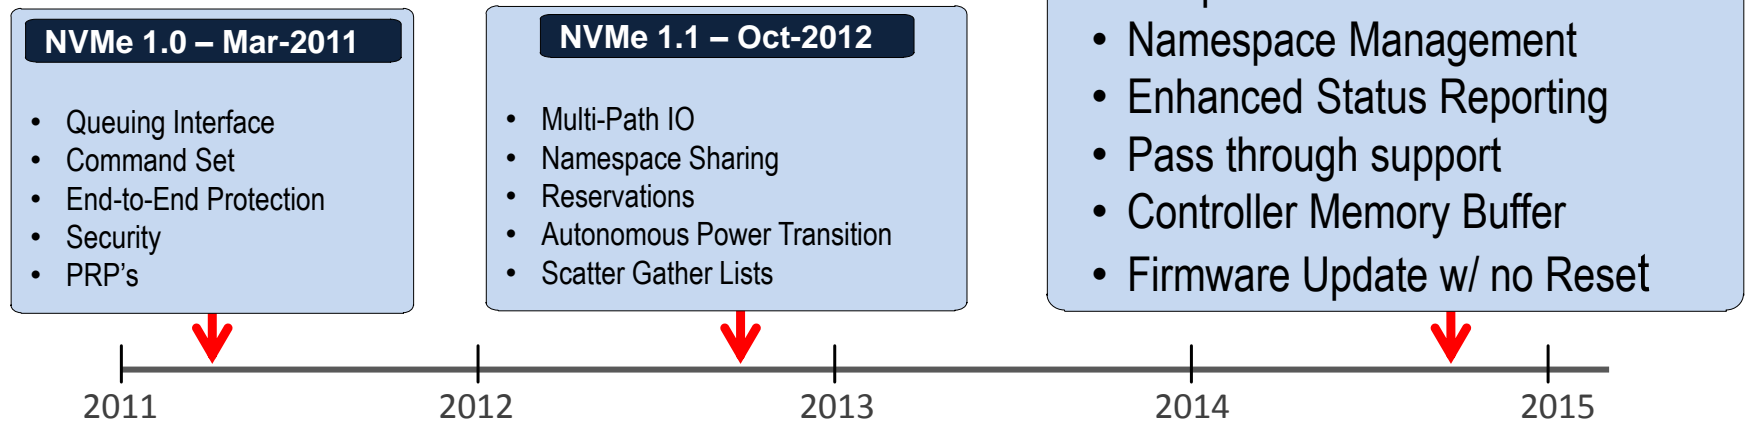 NVMe 1.0 – Mar-2011
• Queuing Interface
• Command Set
• End-to-End Protection
• Security
• PRP's
NVMe 1.1 – Oct-2012
• Multi-Path IO
• Namespace Sharing
• Reservations
• Autonomous Power Transition
• Scatter Gather Lists
• Namespace Management
• Enhanced Status Reporting
• Pass through support
• Controller Memory Buffer
• Firmware Update w/ no Reset
2011 2012 2013 2014 2015